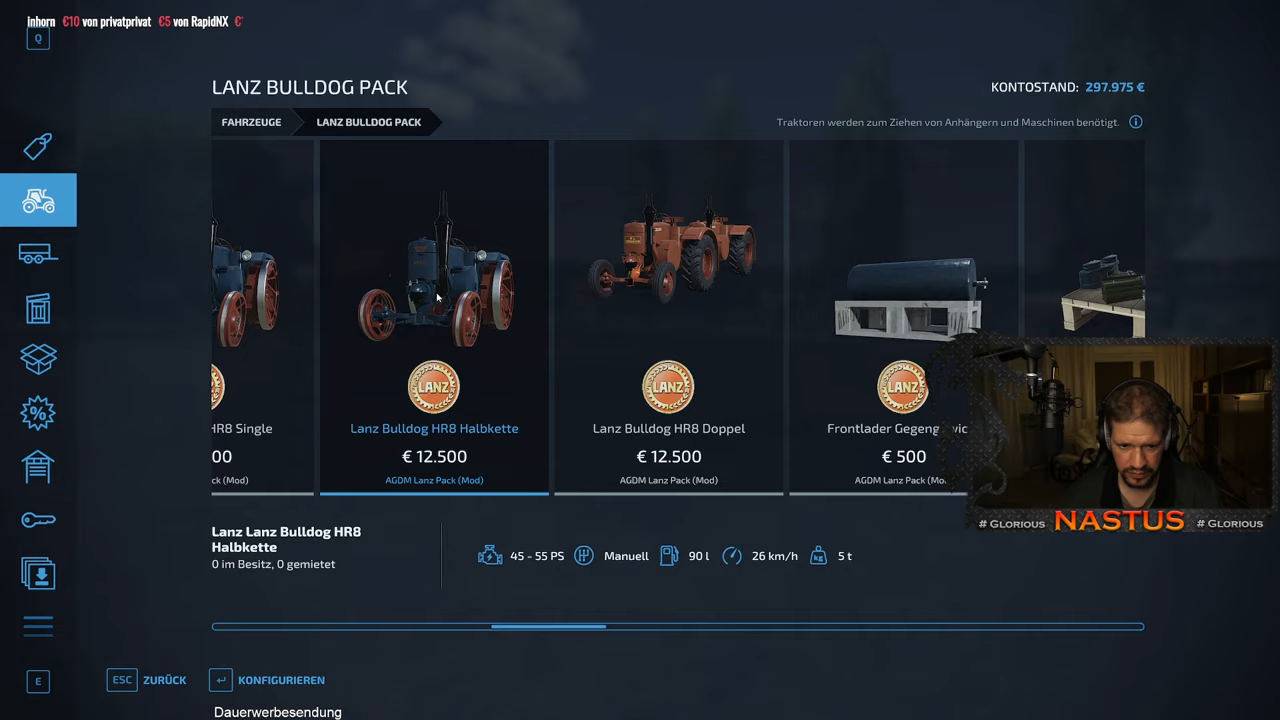 inhorn €10 von privatprivat €5 von RapidNX €
Q
LANZ BULLDOG PACK
KONTOSTAND: 297.975 €
FAHRZEUGE
LANZ BULLDOG PACK
Traktoren werden zum Ziehen von Anhängern und Maschinen benötigt.
LANZ
LANZ
LANZ
HR8 Single
Lanz Bulldog HR8 Halbkette
Lanz Bulldog HR8 Doppel
Frontlader Gegeng wic
00
€ 12.500
€ 12.500
€ 500
ck (Mod)
AGDM Lanz Pack (Mod)
AGDM Lanz Pack (Mod)
AGDM Lanz Pack (Mod
# GLORIOUS NASTUS # GLORIOUS
Lanz Lanz Bulldog HR8
Halbkette
0 im Besitz, 0 gemietet
45 - 55 PS
Manuell
90 l
26 km/h
kg
5 t
E
ESC ZURÜCK
KONFIGURIEREN
Dauerwerbesendung